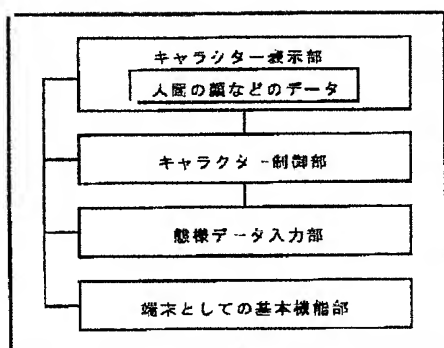 キャラクター表示部
人間の顔などのデータ
キャラクター制御部
態様データ入力部
端末としての基本機能部